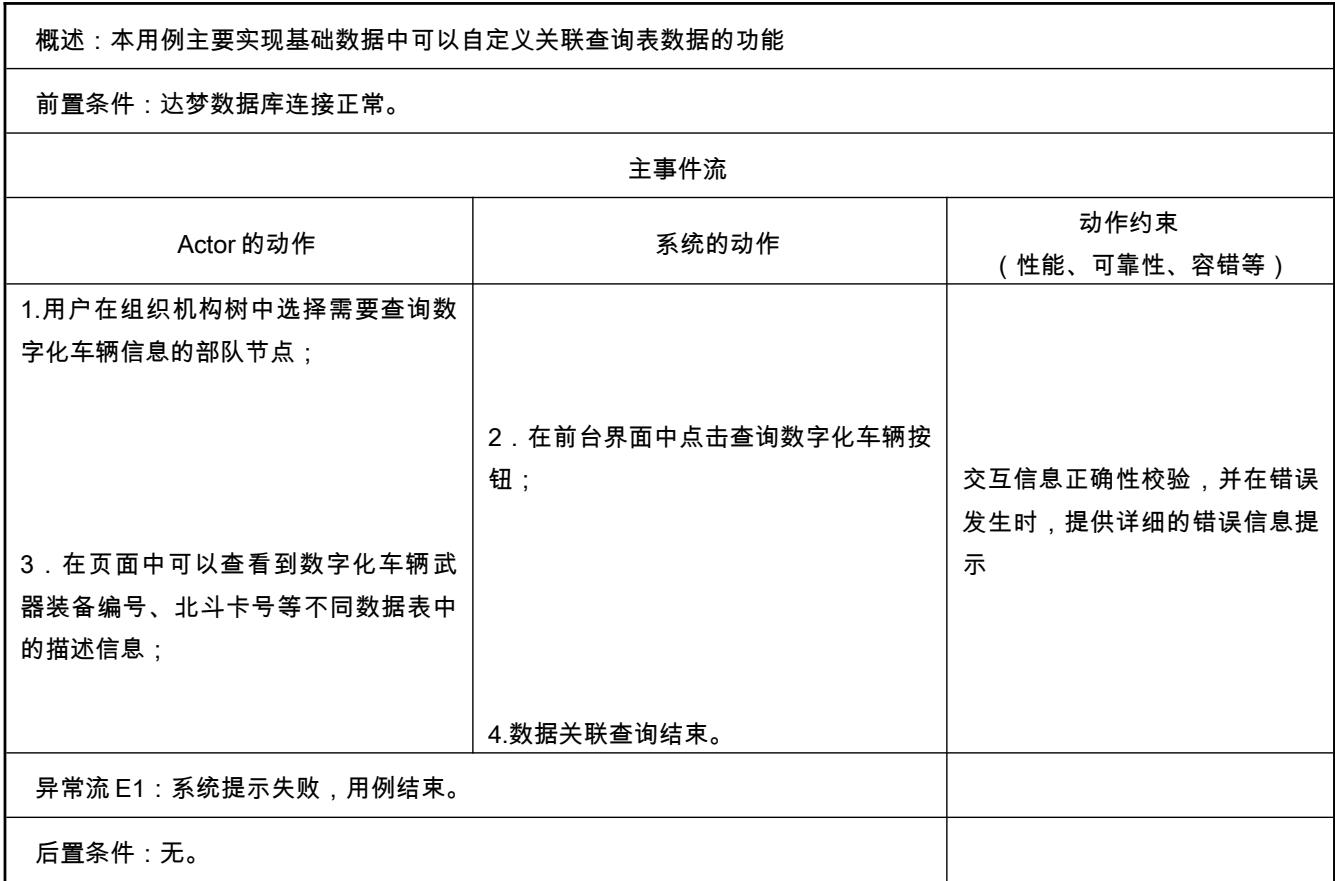 概述：本用例主要实现基础数据中可以自定义关联查询表数据的功能
前置条件：达梦数据库连接正常。
主事件流
Actor 的动作
系统的动作
动作约束
（性能、可靠性、容错等）
1.用户在组织机构树中选择需要查询数
字化车辆信息的部队节点；
2．在前台界面中点击查询数字化车辆按
钮；
3．在页面中可以查看到数字化车辆武
器装备编号、北斗卡号等不同数据表中
的描述信息；
4.数据关联查询结束。
交互信息正确性校验，并在错误
发生时，提供详细的错误信息提
示
异常流 E1：系统提示失败，用例结束。
后置条件：无。